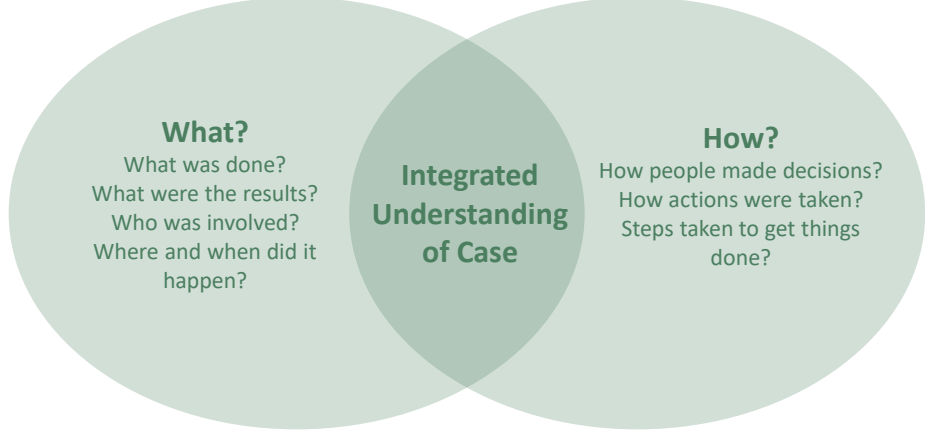 What?
What was done?
What were the results?
Who was involved?
Where and when did it
happen?
Integrated
Understanding
of Case
How?
How people made decisions?
How actions were taken?
Steps taken to get things
done?